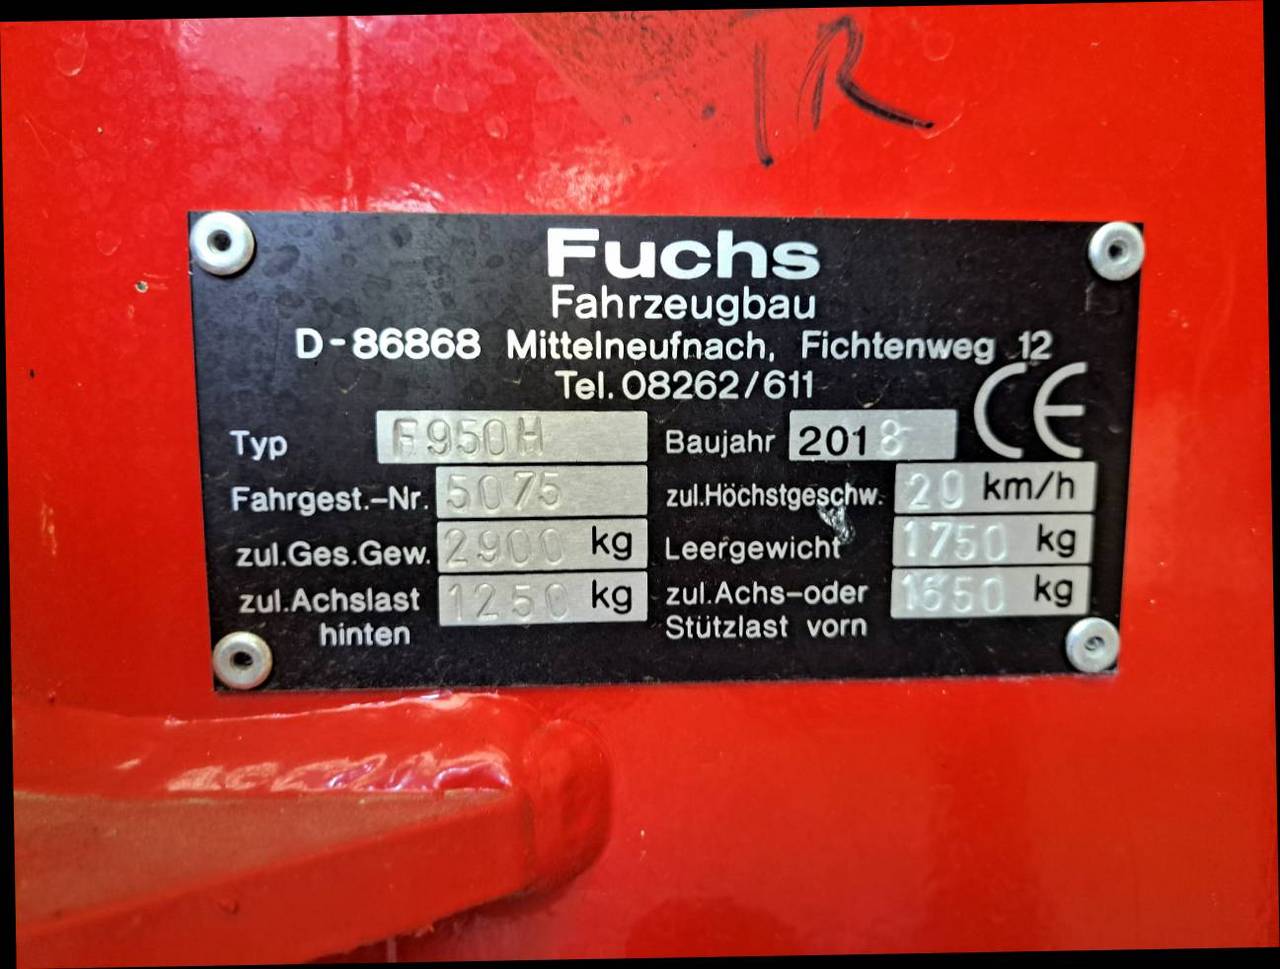 TR
Fuchs
Fahrzeugbau
D-86868 Mittelneufnach, Fichtenweg 12
Tel. 08262/611
CE
Typ F950H Baujahr 2018
Fahrgest.-Nr. 5075 zul.Höchstgeschw. 20 km/h
zul.Ges.Gew. 2900 kg Leergewicht 1750 kg
zul.Achslast hinten 1250 kg zul.Achs-oder Stützlast vorn 1650 kg